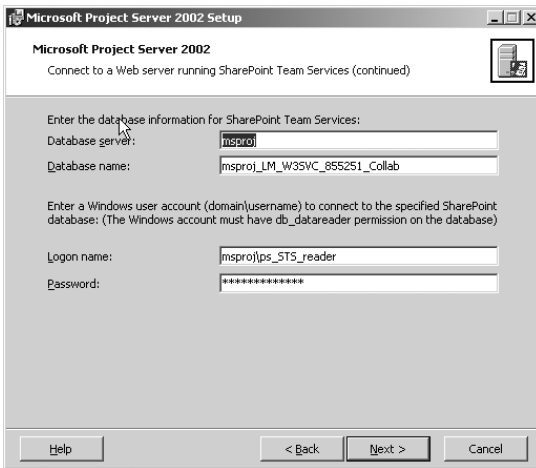 Microsoft Project Server 2002 Setup
Microsoft Project Server 2002
Connect to a Web server running SharePoint Team Services (continued)
Enter the database information for SharePoint Team Services:
Database server: msproj
Database name: msproj_LM_W3SVC_855251_Collab
Enter a Windows user account (domain\username) to connect to the specified SharePoint
database: (The Windows account must have db_datareader permission on the database)
Logon name: msproj\ps_STS_reader
Password: *************
Help < Back Next > Cancel